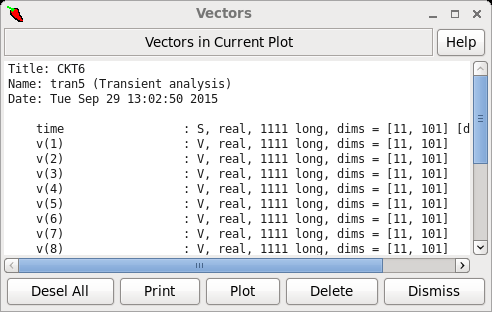 Vectors
Vectors in Current Plot
Help
Title: CKT6
Name: tran5 (Transient analysis)
Date: Tue Sep 29 13:02:50 2015
time : S, real, 1111 long, dims = [11, 101] [d
v(1) : V, real, 1111 long, dims = [11, 101]
v(2) : V, real, 1111 long, dims = [11, 101]
v(3) : V, real, 1111 long, dims = [11, 101]
v(4) : V, real, 1111 long, dims = [11, 101]
v(5) : V, real, 1111 long, dims = [11, 101]
v(6) : V, real, 1111 long, dims = [11, 101]
v(7) : V, real, 1111 long, dims = [11, 101]
v(8) : V, real, 1111 long, dims = [11, 101]
Desel All Print Plot Delete Dismiss